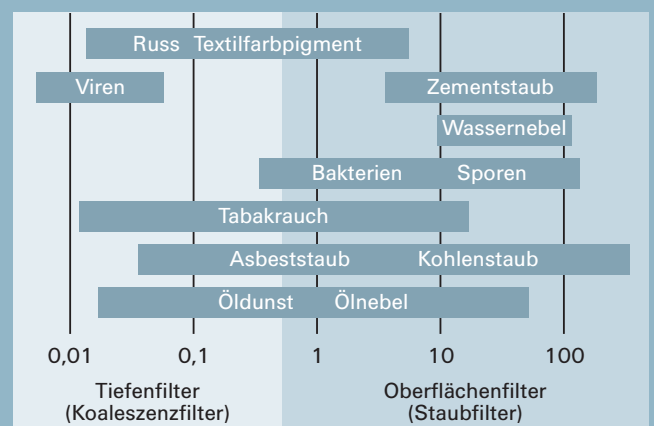 Russ Textilfarbpigment
Viren
Zementstaub
Wassernebel
Bakterien
Sporen
Tabakrauch
Asbeststaub
Kohlenstaub
Öldunst
Ölnebel
0,01
0,1
1
10
100
Tiefenfilter
(Koaleszenzfilter)
Oberflächenfilter
(Staubfilter)